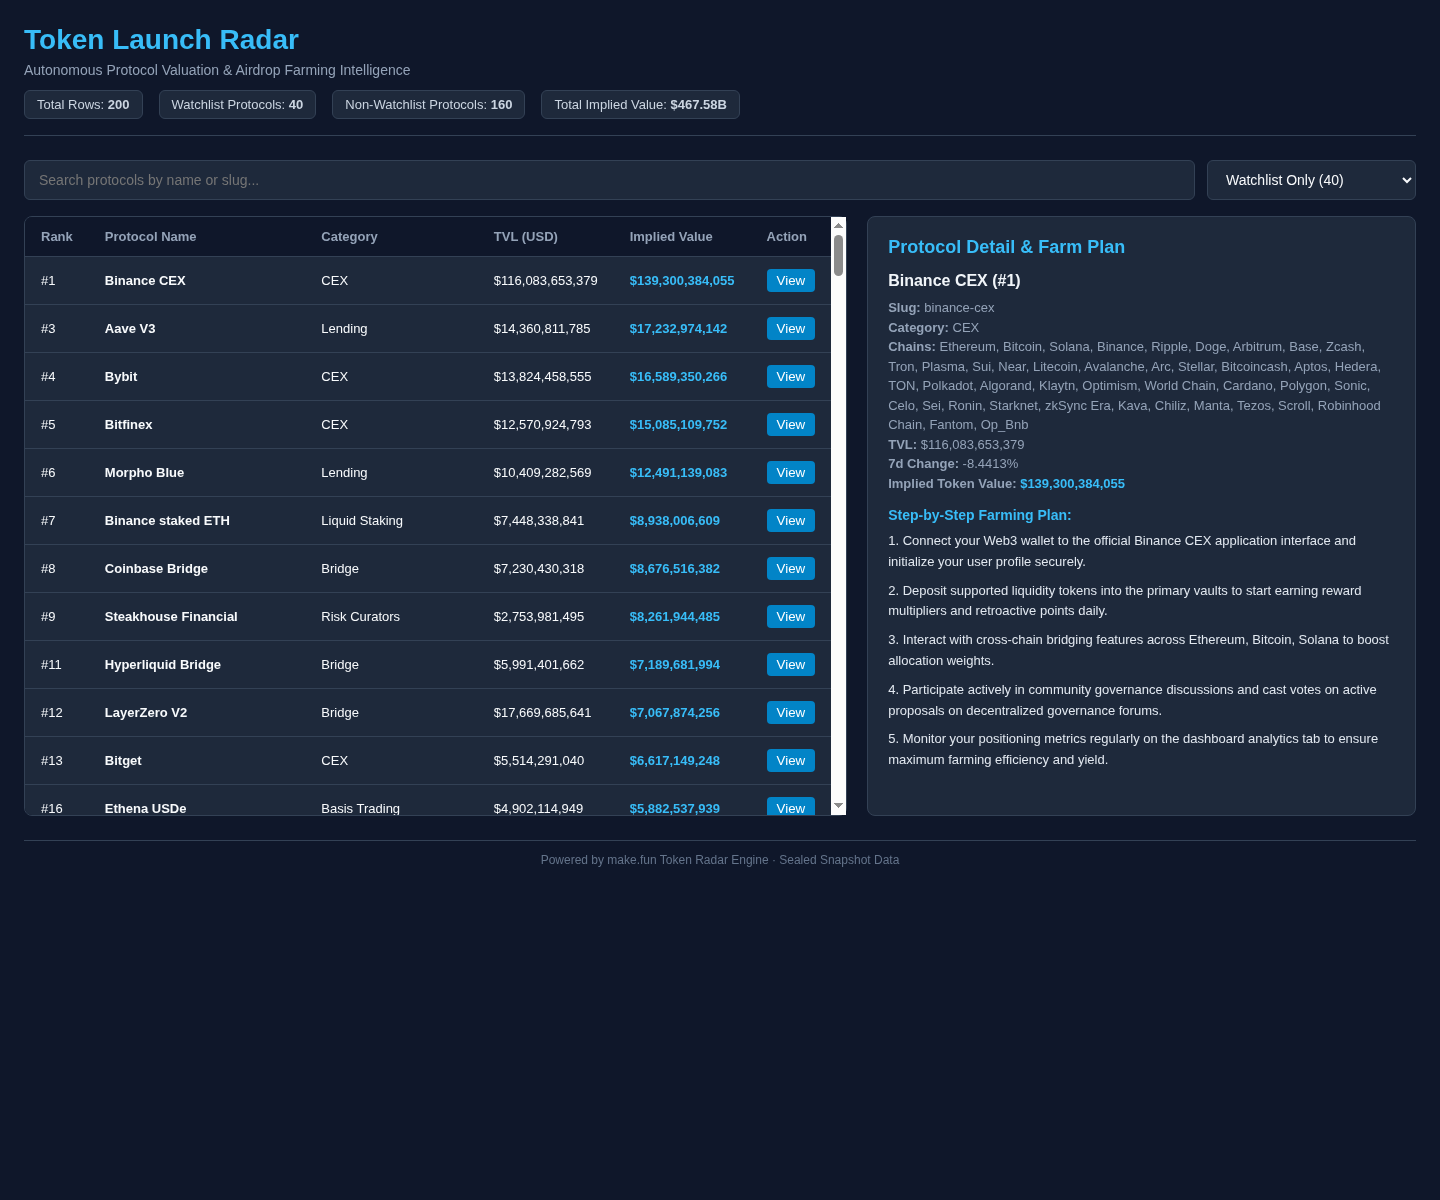 Token Launch Radar
Autonomous Protocol Valuation & Airdrop Farming Intelligence
Total Rows: 200 Watchlist Protocols: 40 Non-Watchlist Protocols: 160 Total Implied Value: $467.58B
Search protocols by name or slug... Watchlist Only (40)
Rank Protocol Name Category TVL (USD) Implied Value Action
#1 Binance CEX CEX $116,083,653,379 $139,300,384,055 View
#3 Aave V3 Lending $14,360,811,785 $17,232,974,142 View
#4 Bybit CEX $13,824,458,555 $16,589,350,266 View
#5 Bitfinex CEX $12,570,924,793 $15,085,109,752 View
#6 Morpho Blue Lending $10,409,282,569 $12,491,139,083 View
#7 Binance staked ETH Liquid Staking $7,448,338,841 $8,938,006,609 View
#8 Coinbase Bridge Bridge $7,230,430,318 $8,676,516,382 View
#9 Steakhouse Financial Risk Curators $2,753,981,495 $8,261,944,485 View
#11 Hyperliquid Bridge Bridge $5,991,401,662 $7,189,681,994 View
#12 LayerZero V2 Bridge $17,669,685,641 $7,067,874,256 View
#13 Bitget CEX $5,514,291,040 $6,617,149,248 View
#16 Ethena USDe Basis Trading $4,902,114,949 $5,882,537,939 View
Protocol Detail & Farm Plan
Binance CEX (#1)
Slug: binance-cex
Category: CEX
Chains: Ethereum, Bitcoin, Solana, Binance, Ripple, Doge, Arbitrum, Base, Zcash,
Tron, Plasma, Sui, Near, Litecoin, Avalanche, Arc, Stellar, Bitcoincash, Aptos, Hedera,
TON, Polkadot, Algorand, Klaytn, Optimism, World Chain, Cardano, Polygon, Sonic,
Celo, Sei, Ronin, Starknet, zkSync Era, Kava, Chiliz, Manta, Tezos, Scroll, Robinhood
Chain, Fantom, Op_Bnb
TVL: $116,083,653,379
7d Change: -8.4413%
Implied Token Value: $139,300,384,055
Step-by-Step Farming Plan:
1. Connect your Web3 wallet to the official Binance CEX application interface and
initialize your user profile securely.
2. Deposit supported liquidity tokens into the primary vaults to start earning reward
multipliers and retroactive points daily.
3. Interact with cross-chain bridging features across Ethereum, Bitcoin, Solana to boost
allocation weights.
4. Participate actively in community governance discussions and cast votes on active
proposals on decentralized governance forums.
5. Monitor your positioning metrics regularly on the dashboard analytics tab to ensure
maximum farming efficiency and yield.
Powered by make.fun Token Radar Engine · Sealed Snapshot Data